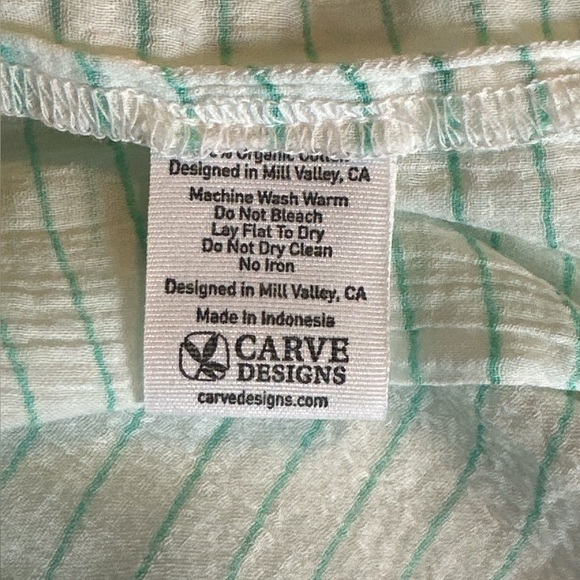 % Organic Cotton
Designed in Mill Valley, CA
Machine Wash Warm
Do Not Bleach
Lay Flat To Dry
Do Not Dry Clean
No Iron
Designed in Mill Valley, CA
Made In Indonesia
CARVE
DESIGNS
carvedesigns.com